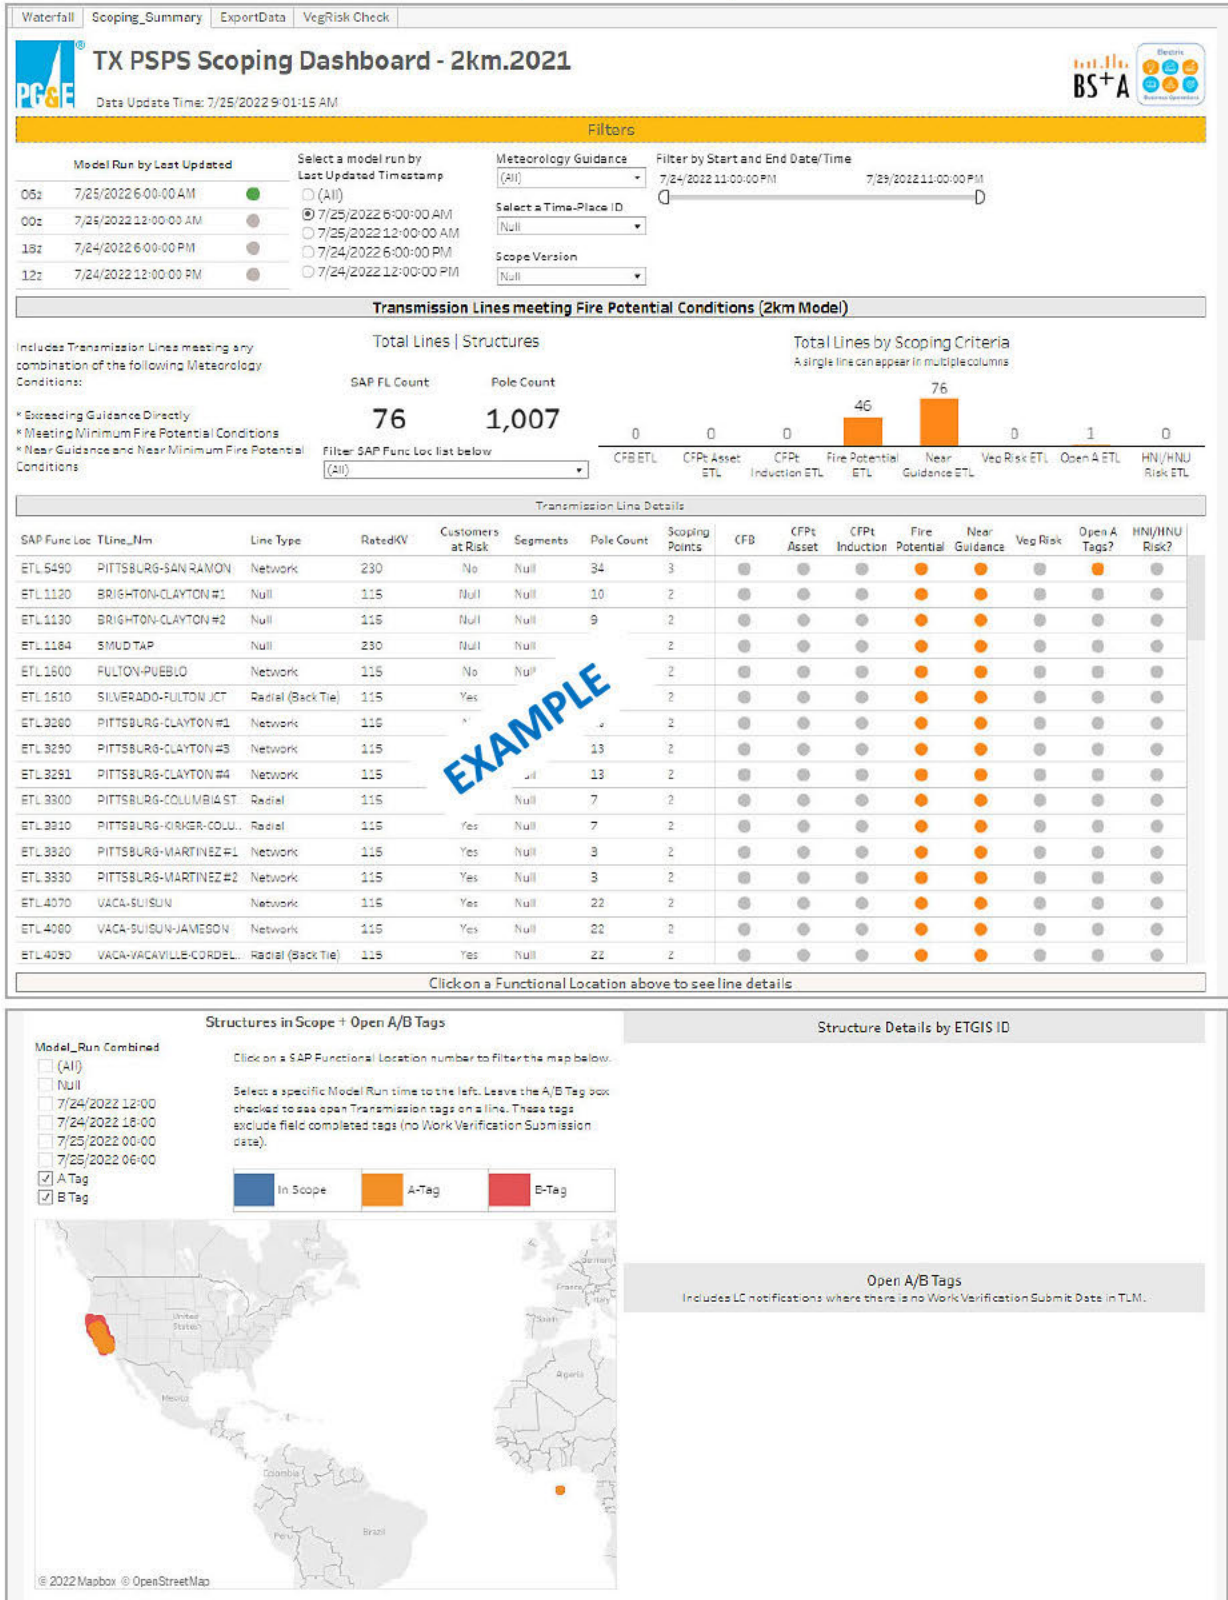 Waterfall Scoping_Summary ExportData VegRisk Check
PG&E ®
TX PSPS Scoping Dashboard - 2km.2021
Data Update Time: 7/25/2022 9:01:15 AM
BS+A
Electric
Business Operations
Filters
Model Run by Last Updated
06z 7/25/2022 6:00:00 AM
00z 7/25/2022 12:00:00 AM
18z 7/24/2022 6:00:00 PM
12z 7/24/2022 12:00:00 PM
Select a model run by
Last Updated Timestamp
(All)
7/25/2022 6:00:00 AM
7/25/2022 12:00:00 AM
7/24/2022 6:00:00 PM
7/24/2022 12:00:00 PM
Meteorology Guidance
(All)
Select a Time-Place ID
Null
Scope Version
Null
Filter by Start and End Date/Time
7/24/2022 11:00:00 PM 7/29/2022 11:00:00 PM
Transmission Lines meeting Fire Potential Conditions (2km Model)
Includes Transmission Lines meeting any
combination of the following Meteorology
Conditions:
* Exceeding Guidance Directly
* Meeting Minimum Fire Potential Conditions
* Near Guidance and Near Minimum Fire Potential
Conditions
Total Lines | Structures
SAP FL Count Pole Count
76 1,007
Filter SAP Func Loc list below
(All)
Total Lines by Scoping Criteria
A single line can appear in multiple columns
0 0 0 46 76 0 1 0
CFB ETL CFPt Asset ETL CFPt Induction ETL Fire Potential ETL Near Guidance ETL Veg Risk ETL Open A ETL HNI/HNU Risk ETL
Transmission Line Details
SAP Func Loc TLine_Nm Line Type RatedKV Customers at Risk Segments Pole Count Scoping Points CFB CFPt Asset CFPt Induction Fire Potential Near Guidance Veg Risk Open A Tags? HNI/HNU Risk?
ETL.5490 PITTSBURG-SAN RAMON Network 230 No Null 34 3
ETL.1120 BRIGHTON-CLAYTON #1 Null 115 Null Null 10 2
ETL.1130 BRIGHTON-CLAYTON #2 Null 115 Null Null 9 2
ETL.1184 SMUD TAP Null 230 Null Null 2
ETL.1600 FULTON-PUEBLO Network 115 No Null 2
ETL.1610 SILVERADO-FULTON JCT Radial (Back Tie) 115 Yes 2
ETL.3280 PITTSBURG-CLAYTON #1 Network 115 2
ETL.3290 PITTSBURG-CLAYTON #3 Network 115 13 2
ETL.3291 PITTSBURG-CLAYTON #4 Network 115 13 2
ETL.3300 PITTSBURG-COLUMBIA ST.. Radial 115 Null 7 2
ETL.3310 PITTSBURG-KIRKER-COLU.. Radial 115 Yes Null 7 2
ETL.3320 PITTSBURG-MARTINEZ #1 Network 115 Yes Null 3 2
ETL.3330 PITTSBURG-MARTINEZ #2 Network 115 Yes Null 3 2
ETL.4070 VACA-SUISUN Network 115 Yes Null 22 2
ETL.4080 VACA-SUISUN-JAMESON Network 115 Yes Null 22 2
ETL.4090 VACA-VACAVILLE-CORDEL.. Radial (Back Tie) 115 Yes Null 22 2
EXAMPLE
Click on a Functional Location above to see line details
Structures in Scope + Open A/B Tags
Model_Run Combined
(All)
Null
7/24/2022 12:00
7/24/2022 18:00
7/25/2022 00:00
7/25/2022 06:00
A Tag
B Tag
Click on a SAP Functional Location number to filter the map below.
Select a specific Model Run time to the left. Leave the A/B Tag box
checked to see open Transmission tags on a line. These tags
exclude field completed tags (no Work Verification Submission
date).
In Scope A-Tag B-Tag
Structure Details by ETGIS ID
Open A/B Tags
Includes LC notifications where there is no Work Verification Submit Date in TLM.
Germany
France
Italy
Spain
United
States
Algeria
Mexico
Colombia
Peru
Brazil
© 2022 Mapbox © OpenStreetMap